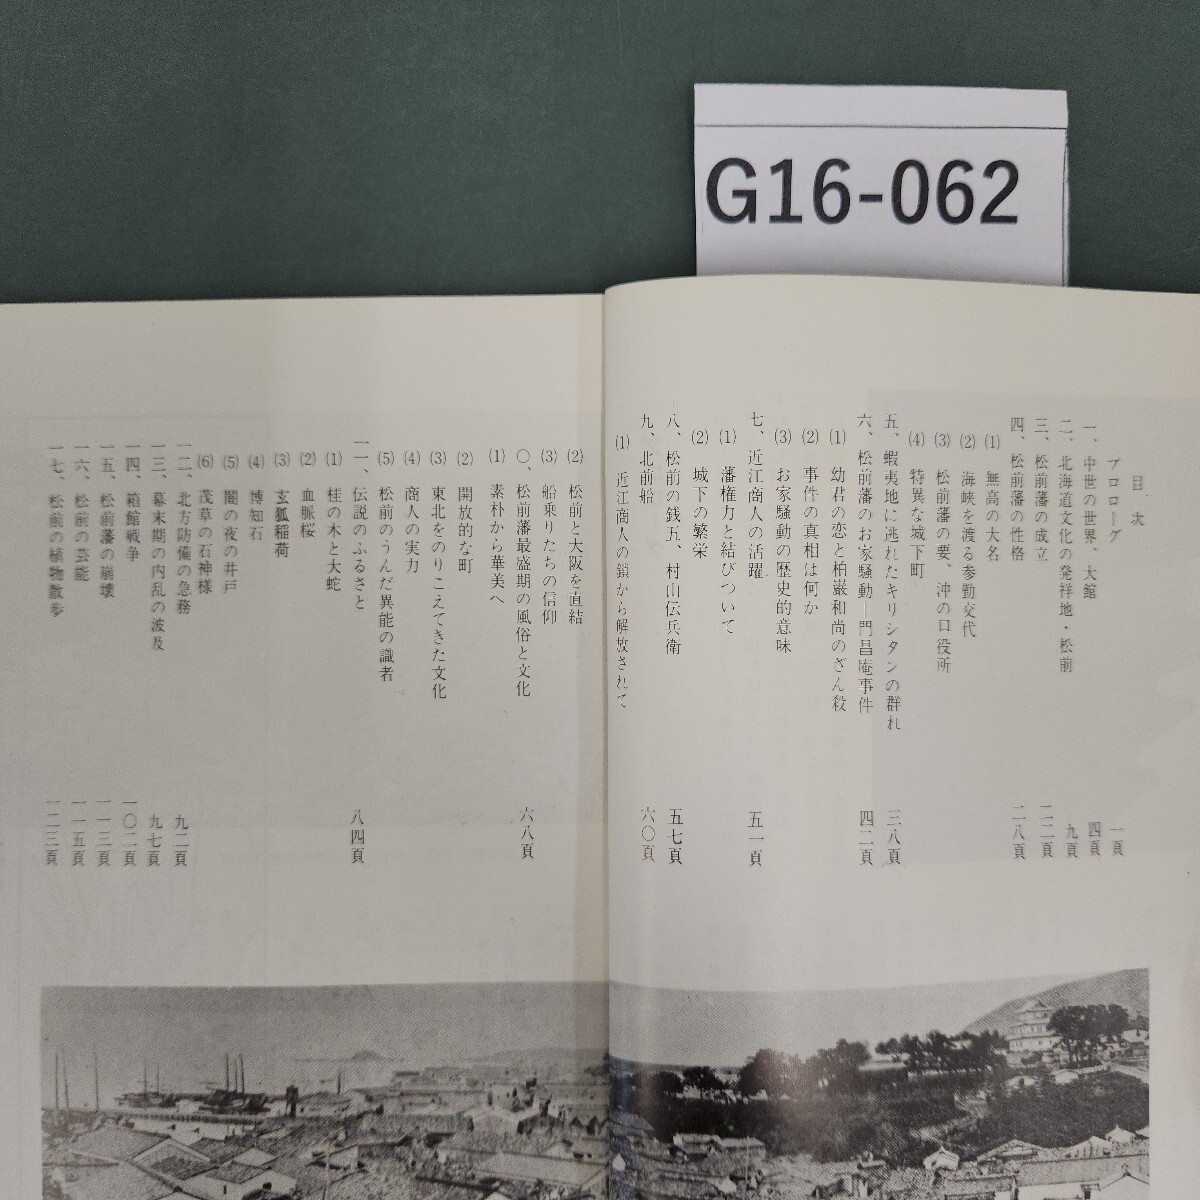 G16-062
目次
プロローグ 一頁
一、中世の世界、大館 四頁
二、北海道文化の発祥地・松前 九頁
三、松前藩の成立 二二頁
四、松前藩の性格 二八頁
(1) 無高の大名
(2) 海峡を渡る参勤交代
(3) 松前藩の要、沖の口役所
(4) 特異な城下町
五、蝦夷地に逃れたキリシタンの群れ 三八頁
六、松前藩のお家騒動―門昌庵事件 四二頁
(1) 幼君の恋と柏巌和尚のざん殺
(2) 事件の真相は何か
(3) お家騒動の歴史的意味
七、近江商人の活躍 五一頁
(1) 藩権力と結びついて
(2) 城下の繁栄
八、松前の銭五、村山伝兵衛 五七頁
九、北前船 六〇頁
(1) 近江商人の鎖から解放されて
(2) 松前と大阪を直結
(3) 船乗りたちの信仰
〇、松前藩最盛期の風俗と文化 六八頁
(1) 素朴から華美へ
(2) 開放的な町
(3) 東北をのりこえてきた文化
(4) 商人の実力
(5) 松前のうんだ異能の識者
一一、伝説のふるさと 八四頁
(1) 桂の木と大蛇
(2) 血脈桜
(3) 玄狐稲荷
(4) 博知石
(5) 闇の夜の井戸
(6) 茂草の石神様
一二、北方防備の急務 九二頁
一三、幕末期の内乱の波及 九七頁
一四、箱館戦争 一〇二頁
一五、松前藩の崩壊 一一三頁
一六、松前の芸能 一一五頁
一七、松前の植物散歩 一二三頁